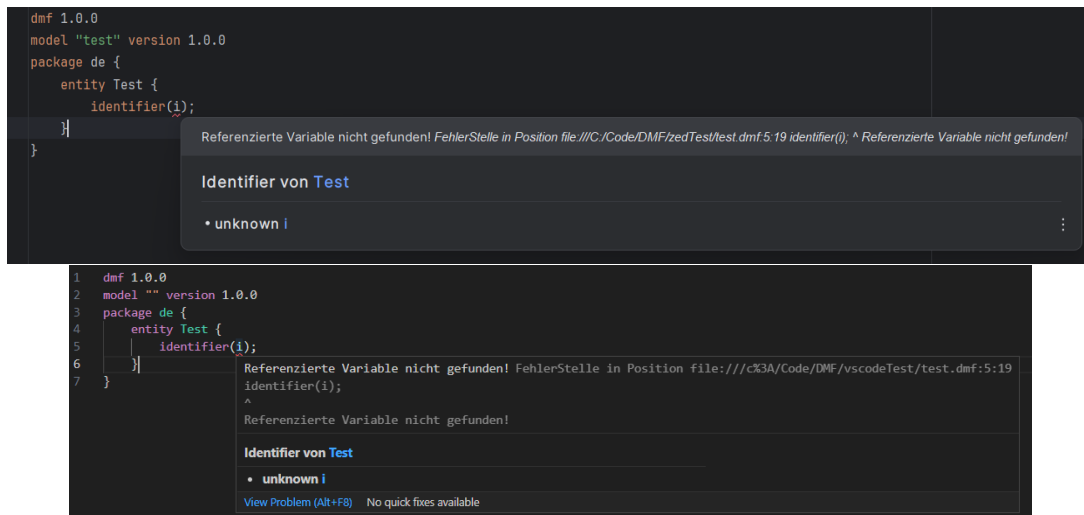 dmf 1.0.0
model "test" version 1.0.0
package de {
entity Test {
identifier(i);
}
}
Referenzierte Variable nicht gefunden! FehlerStelle in Position file:///C:/Code/DMF/zedTest/test.dmf:5:19 identifier(i); ^ Referenzierte Variable nicht gefunden!
Identifier von Test
• unknown i
1 dmf 1.0.0
2 model "" version 1.0.0
3 package de {
4 entity Test {
5 identifier(i);
6 }
7 }
Referenzierte Variable nicht gefunden! FehlerStelle in Position file:///c%3A/Code/DMF/vscodeTest/test.dmf:5:19
identifier(i);
^
Referenzierte Variable nicht gefunden!
Identifier von Test
• unknown i
View Problem (Alt+F8) No quick fixes available